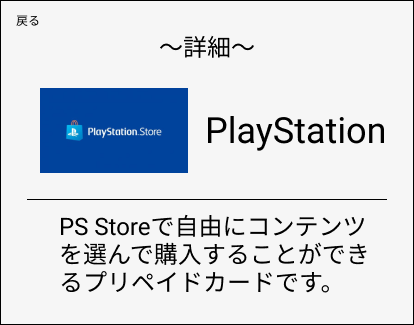 戻る
～詳細～
PlayStation.Store
PlayStation
PS Storeで自由にコンテンツ
を選んで購入することができ
るプリペイドカードです。